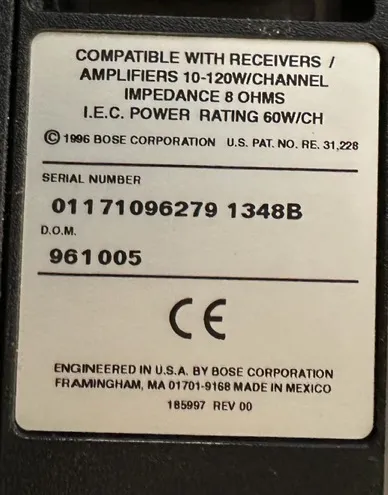 COMPATIBLE WITH RECEIVERS /
AMPLIFIERS 10-120W/CHANNEL
IMPEDANCE 8 OHMS
I.E.C. POWER RATING 60W/CH
© 1996 BOSE CORPORATION U.S. PAT. NO. RE. 31,228
SERIAL NUMBER
01171096279 1348B
D.O.M.
961005
CE
ENGINEERED IN U.S.A. BY BOSE CORPORATION
FRAMINGHAM, MA 01701-9168 MADE IN MEXICO
185997 REV 00